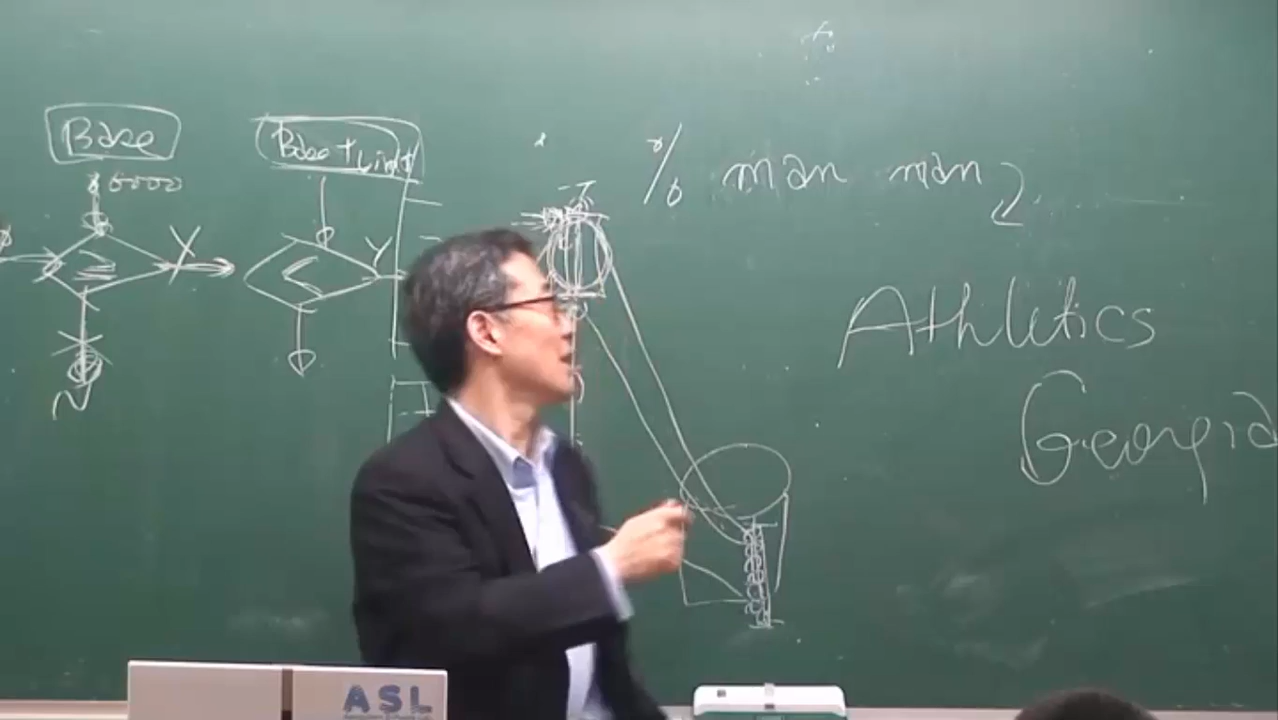 Base
Base + Limit
≥
<
Y
N
% man man
Athletics
Georgia
ASL